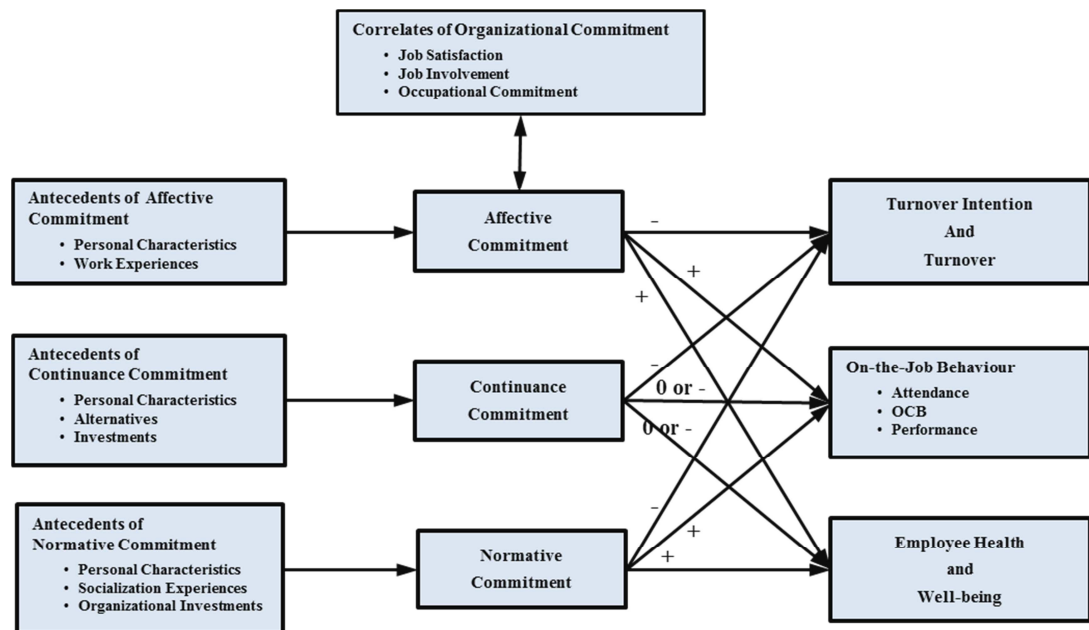 Correlates of Organizational Commitment
• Job Satisfaction
• Job Involvement
• Occupational Commitment
Antecedents of Affective
Commitment
• Personal Characteristics
• Work Experiences
Affective
Commitment
-
+
+
Turnover Intention
And
Turnover
Antecedents of
Continuance Commitment
• Personal Characteristics
• Alternatives
• Investments
Continuance
Commitment
-
0 or -
0 or -
On-the-Job Behaviour
• Attendance
• OCB
• Performance
Antecedents of
Normative Commitment
• Personal Characteristics
• Socialization Experiences
• Organizational Investments
Normative
Commitment
-
+
+
Employee Health
and
Well-being